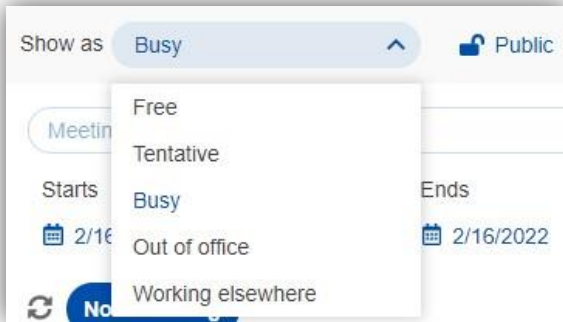 Show as Busy Public
Free
Meetin
Tentative
Starts Busy Ends
2/16 Out of office 2/16/2022
Working elsewhere
No